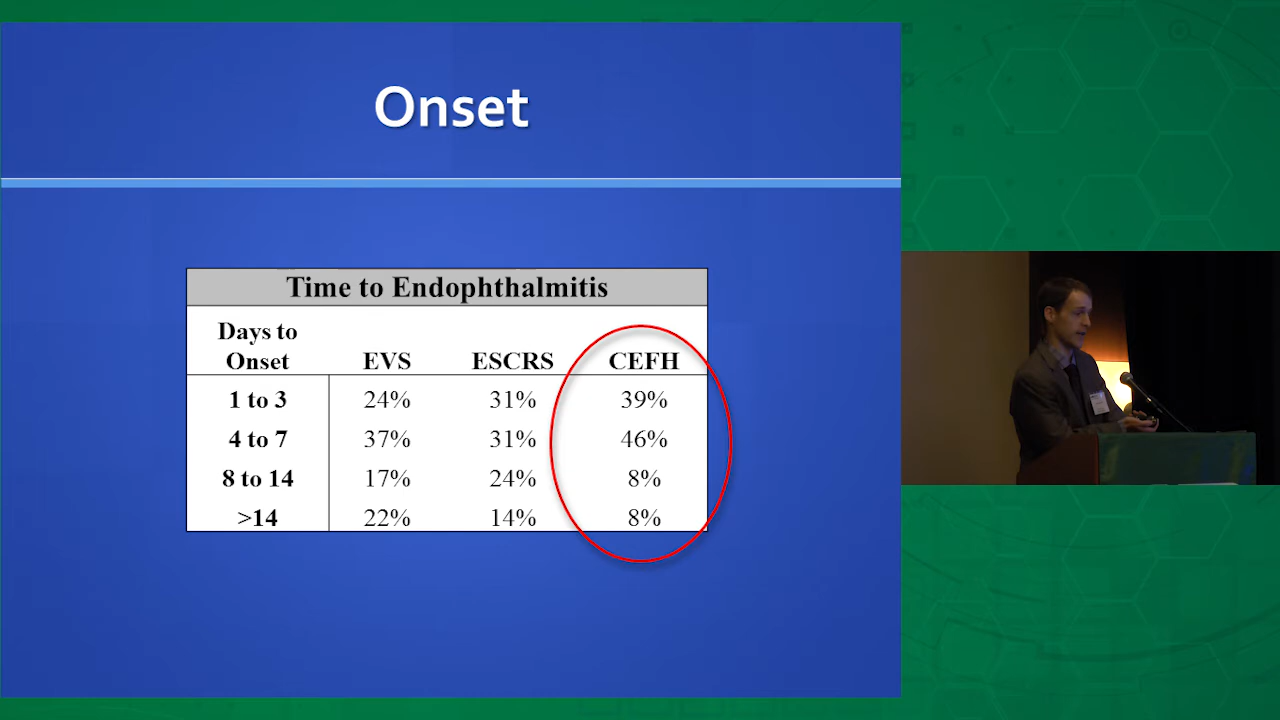 Onset
Time to Endophthalmitis
Days to
Onset EVS ESCRS CEFH
1 to 3 24% 31% 39%
4 to 7 37% 31% 46%
8 to 14 17% 24% 8%
>14 22% 14% 8%